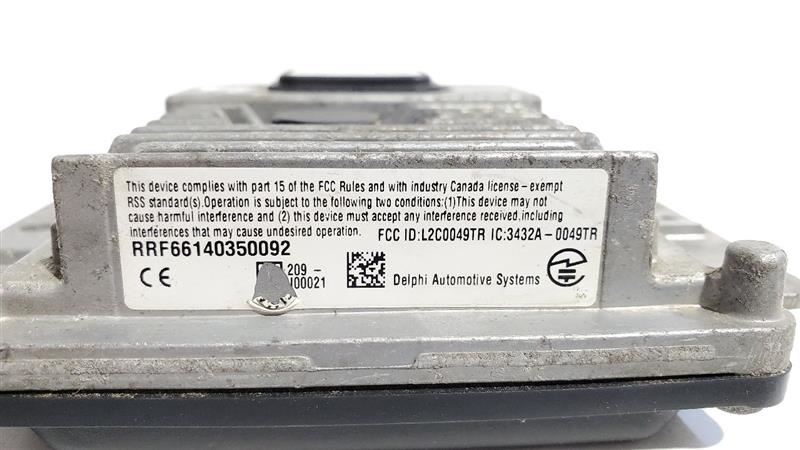 This device complies with part 15 of the FCC Rules and with industry Canada license-exempt
RSS standard(s).Operation is subject to the following two conditions:(1)This device may not
cause harmful interference and (2) this device must accept any interference received,including
interferences that may cause undesired operation. FCC ID:L2C0049TR IC:3432A-0049TR
RRF66140350092
CE 209- Delphi Automotive Systems
J00021